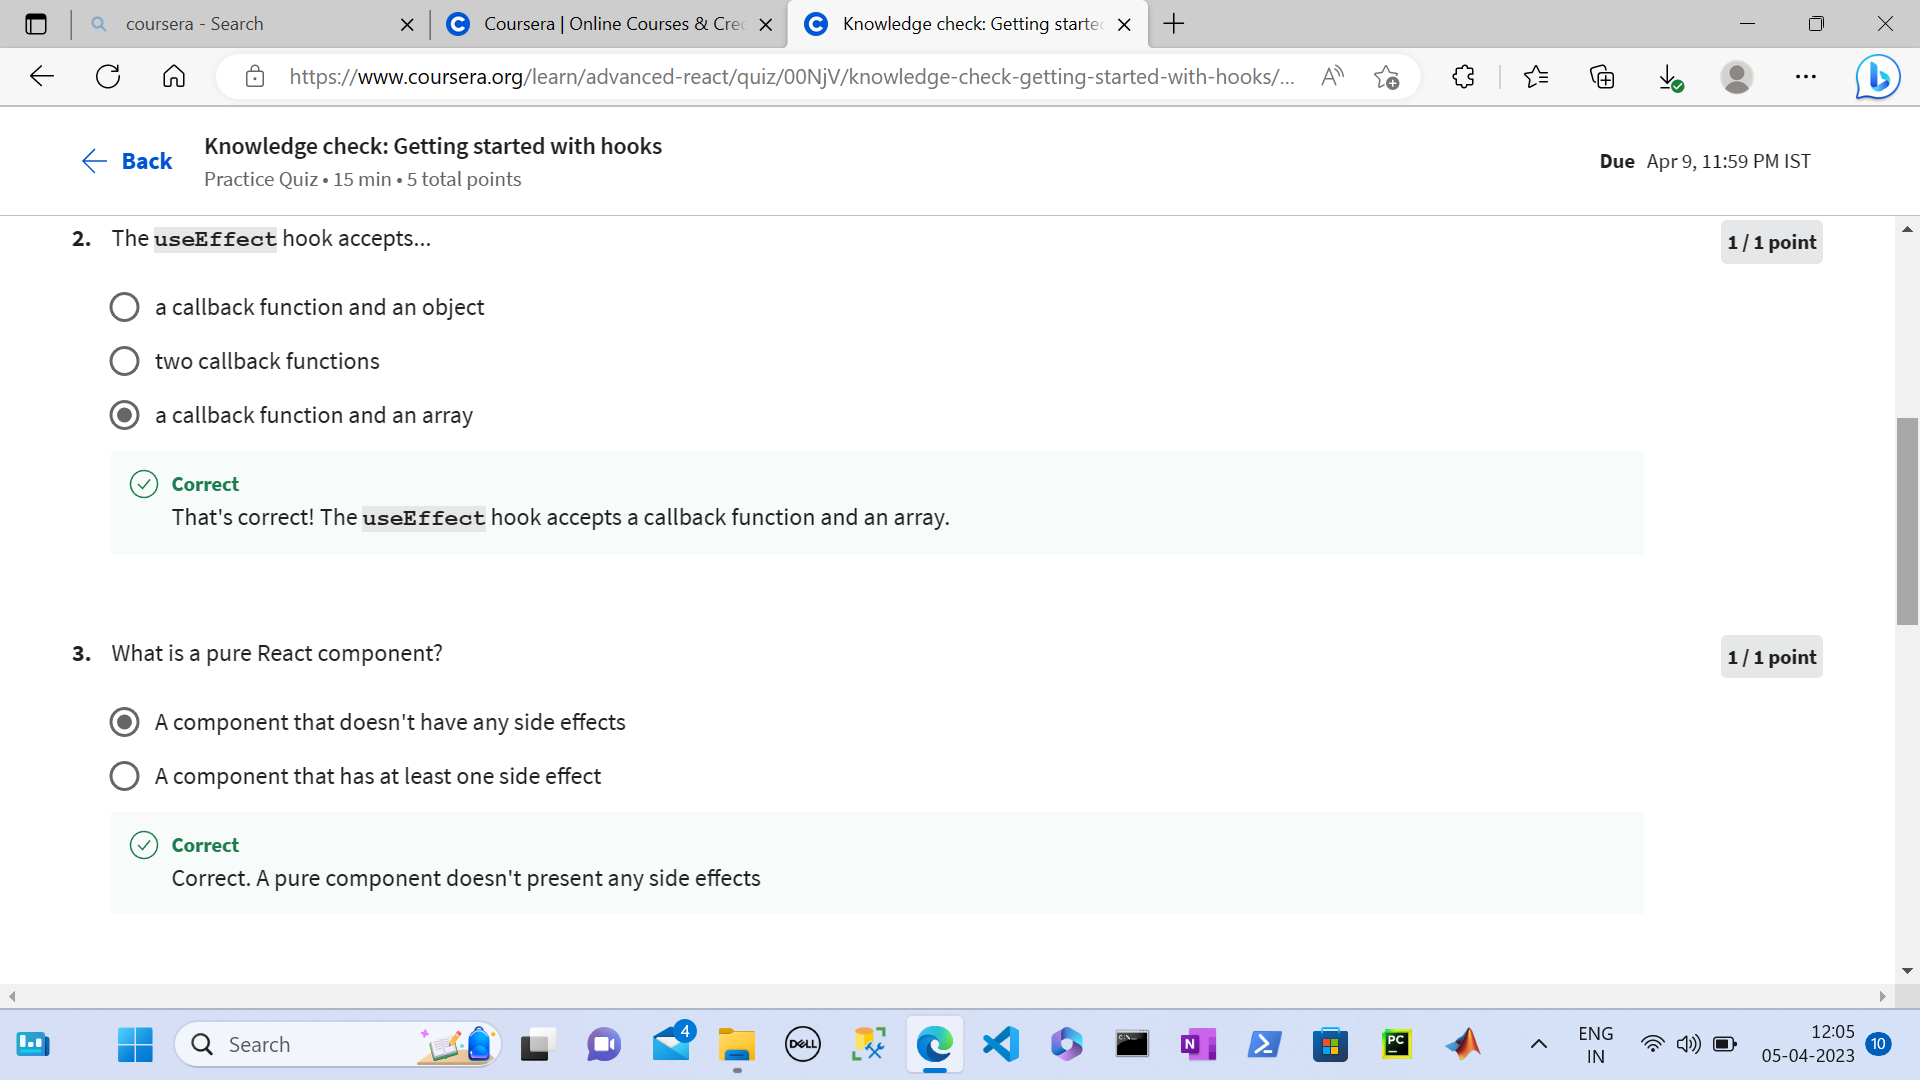 coursera - Search
Coursera | Online Courses & Cre
Knowledge check: Getting starte
https://www.coursera.org/learn/advanced-react/quiz/00NjV/knowledge-check-getting-started-with-hooks/...
Back
Knowledge check: Getting started with hooks
Practice Quiz • 15 min • 5 total points
Due Apr 9, 11:59 PM IST
2. The useEffect hook accepts...
1 / 1 point
a callback function and an object
two callback functions
a callback function and an array
Correct
That's correct! The useEffect hook accepts a callback function and an array.
3. What is a pure React component?
1 / 1 point
A component that doesn't have any side effects
A component that has at least one side effect
Correct
Correct. A pure component doesn't present any side effects
Search
4
DELL
N
PC
ENG
IN
12:05
05-04-2023
10